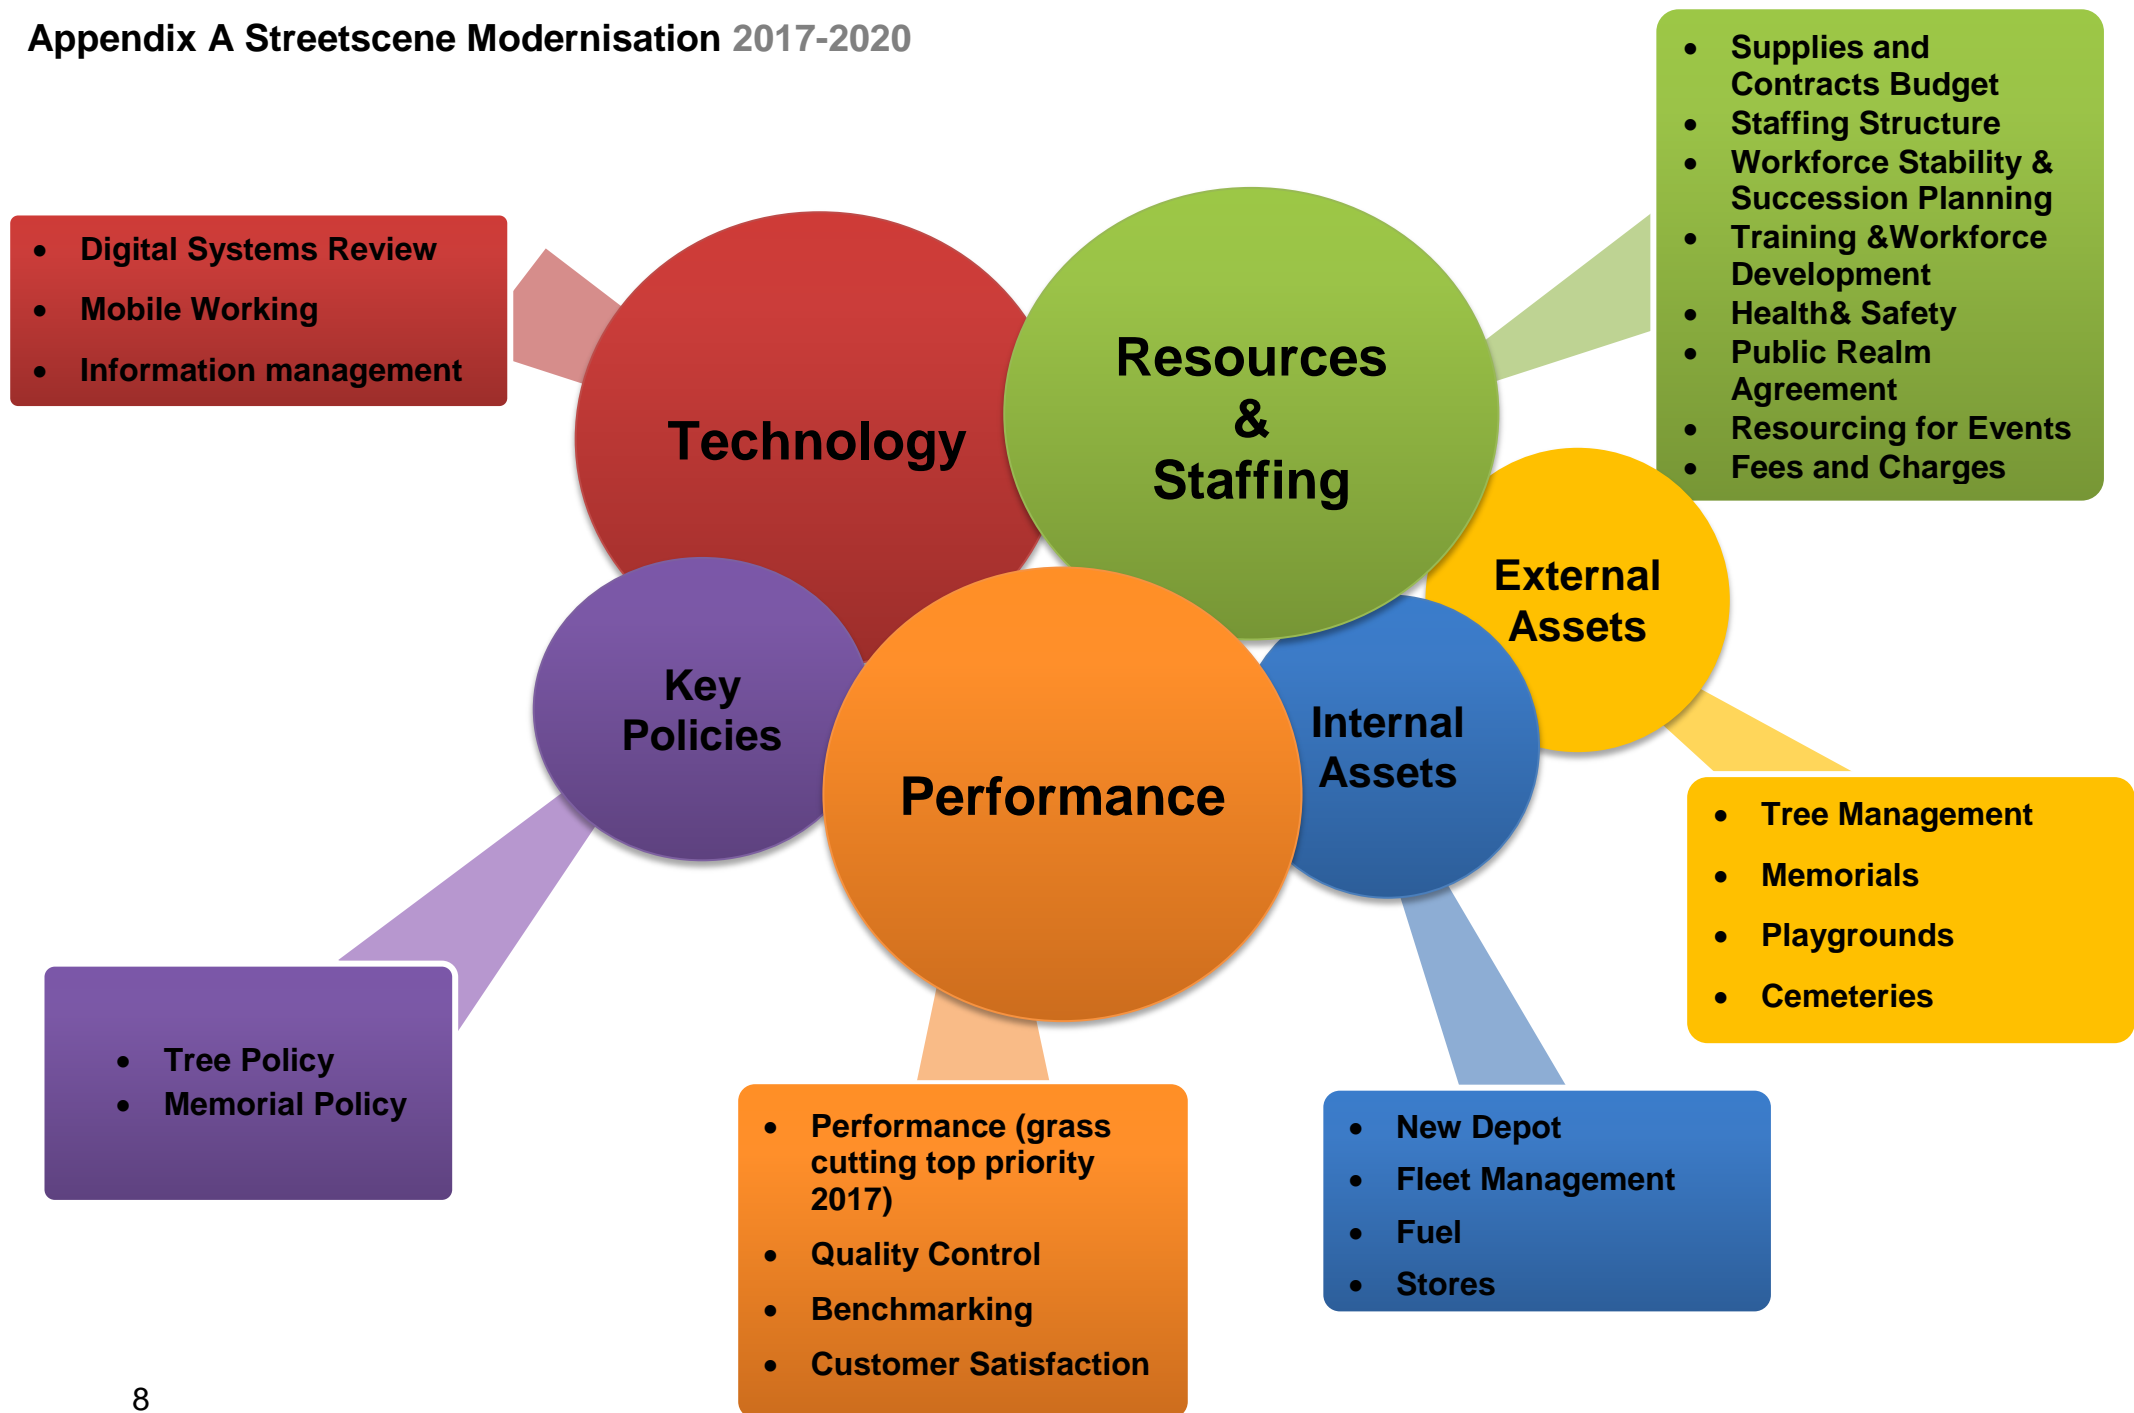 Appendix A Streetscene Modernisation 2017-2020
• Supplies and
Contracts Budget
• Staffing Structure
• Workforce Stability &
Succession Planning
• Training &Workforce
Development
• Health& Safety
• Public Realm
Agreement
• Resourcing for Events
• Fees and Charges
• Digital Systems Review
• Mobile Working
• Information management
Resources
&
Staffing
Technology
External
Assets
Key
Policies
Internal
Assets
Performance
• Tree Management
• Memorials
• Playgrounds
• Cemeteries
• Tree Policy
• Memorial Policy
• Performance (grass
cutting top priority
2017)
• Quality Control
• Benchmarking
• Customer Satisfaction
• New Depot
• Fleet Management
• Fuel
• Stores
8